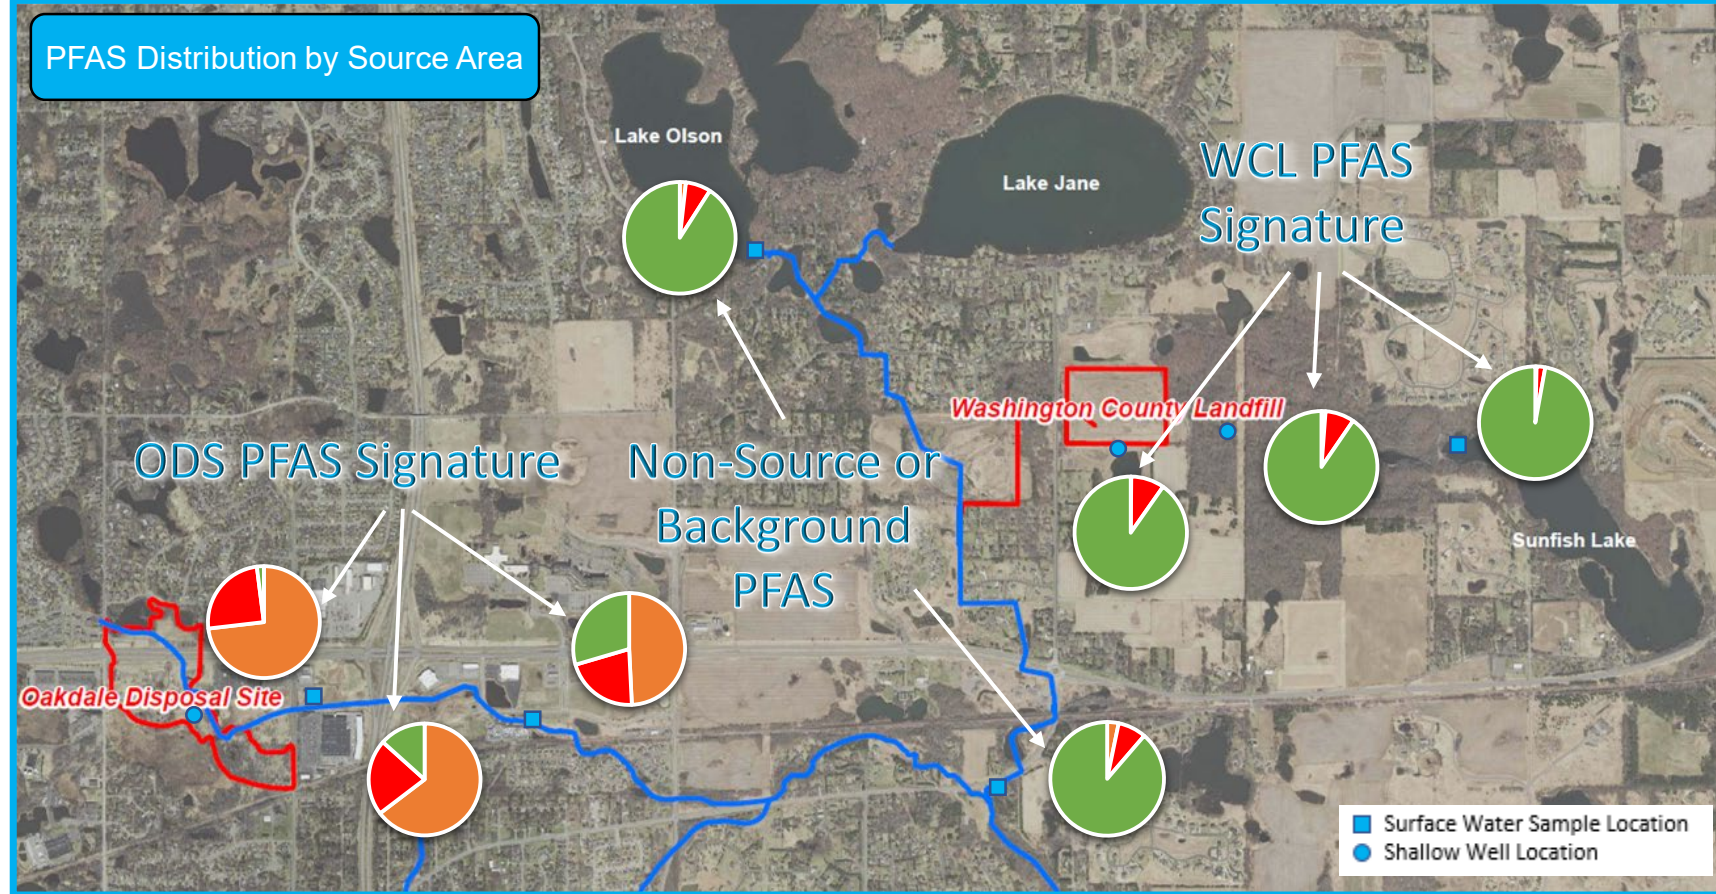 PFAS Distribution by Source Area
Lake Olson
Lake Jane
WCL PFAS
Signature
Washington County Landfill
ODS PFAS Signature
Non-Source or
Background
PFAS
Sunfish Lake
Oakdale Disposal Site
Surface Water Sample Location
Shallow Well Location